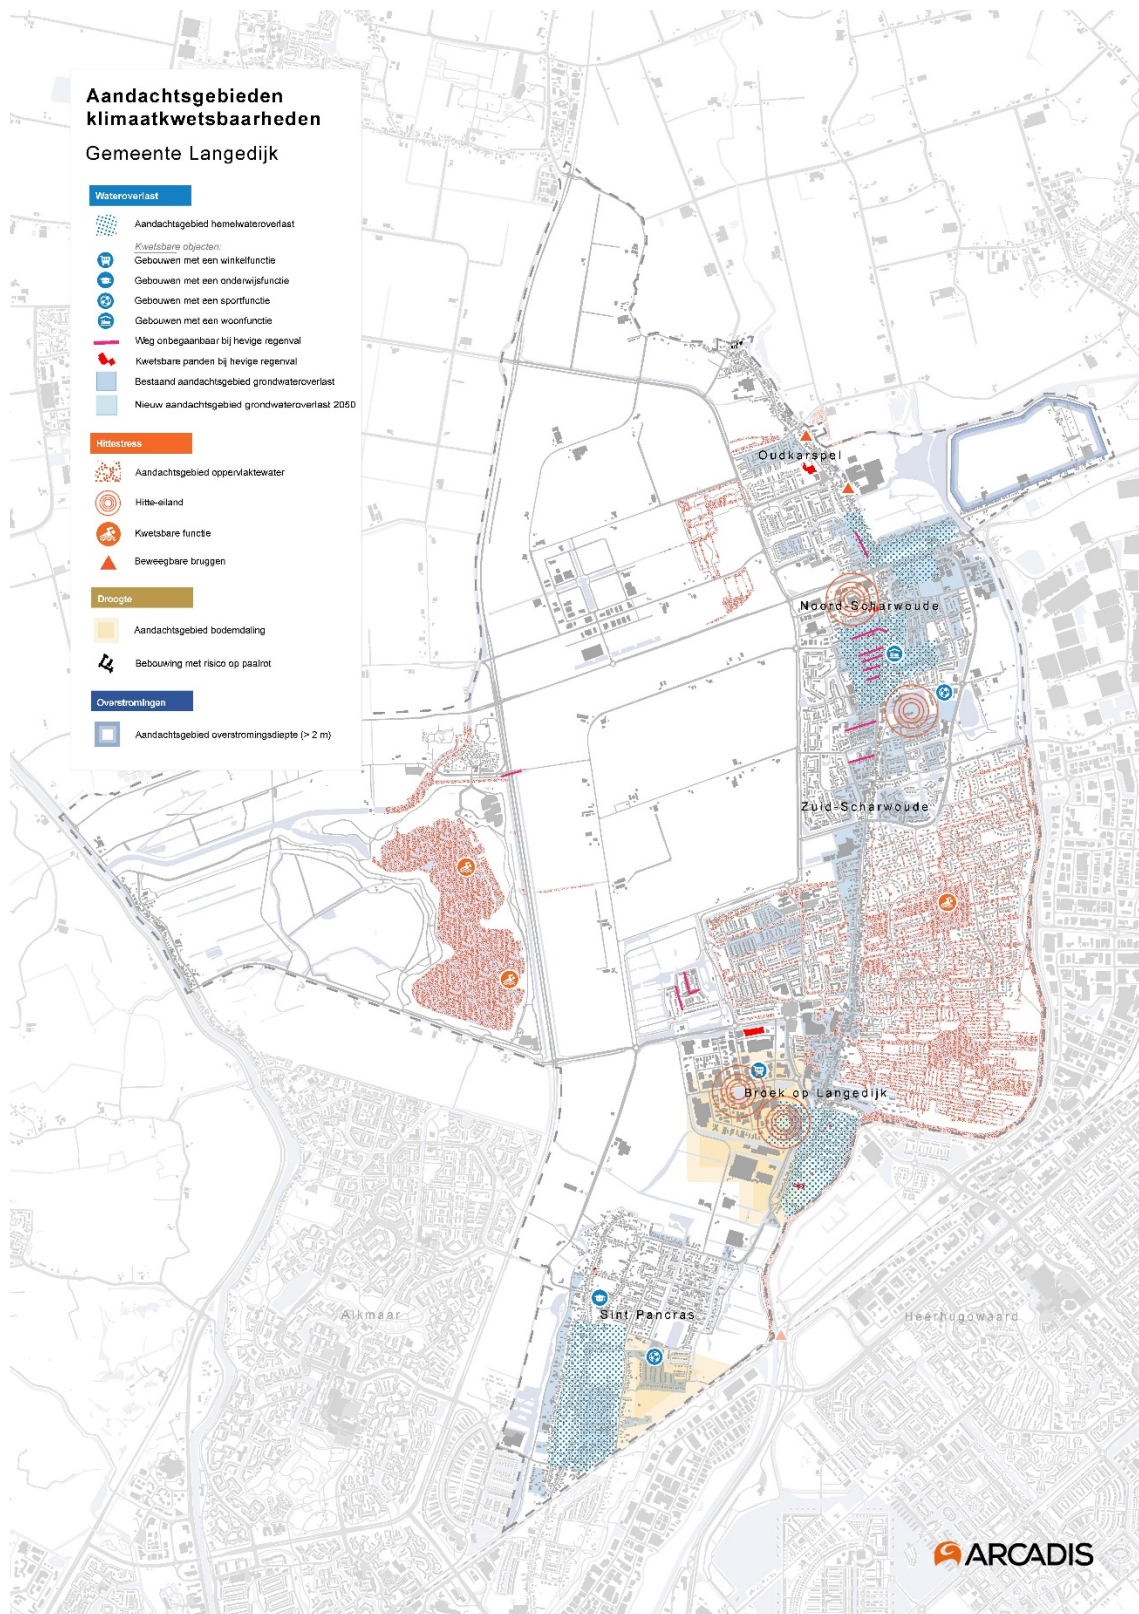 Aandachtsgebieden
klimaatkwetsbaarheden
Gemeente Langedijk
Wateroverlast
Aandachtsgebied hemelwateroverlast
Kwetsbare objecten:
Gebouwen met een winkelfunctie
Gebouwen met een onderwijsfunctie
Gebouwen met een sportfunctie
Gebouwen met een woonfunctie
Weg onbegaanbaar bij hevige regenval
Kwetsbare panden bij hevige regenval
Bestaand aandachtsgebied grondwateroverlast
Nieuw aandachtsgebied grondwateroverlast 2050
Hittestress
Aandachtsgebied oppervlaktewater
Hitte-eiland
Kwetsbare functie
Beweegbare bruggen
Droogte
Aandachtsgebied bodemdaling
Bebouwing met risico op paalrot
Overstromingen
Aandachtsgebied overstromingsdiepte (> 2 m)
Oudkarspel
Noord-Scharwoude
Zuid-Scharwoude
Broek op Langedijk
Sint Pancras
Alkmaar
Heerhugowaard
ARCADIS